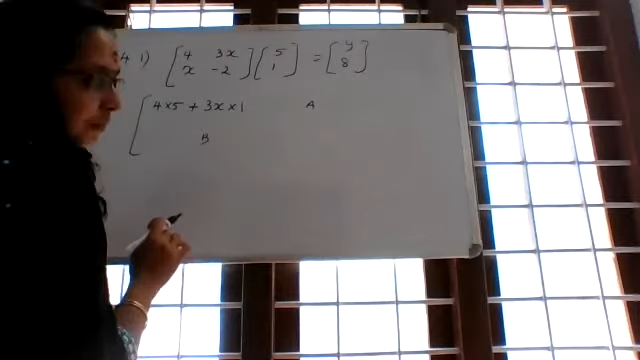 4 1) [4 3x x -2] [5 1] = [y 8]
[4×5 + 3x×1 A
B